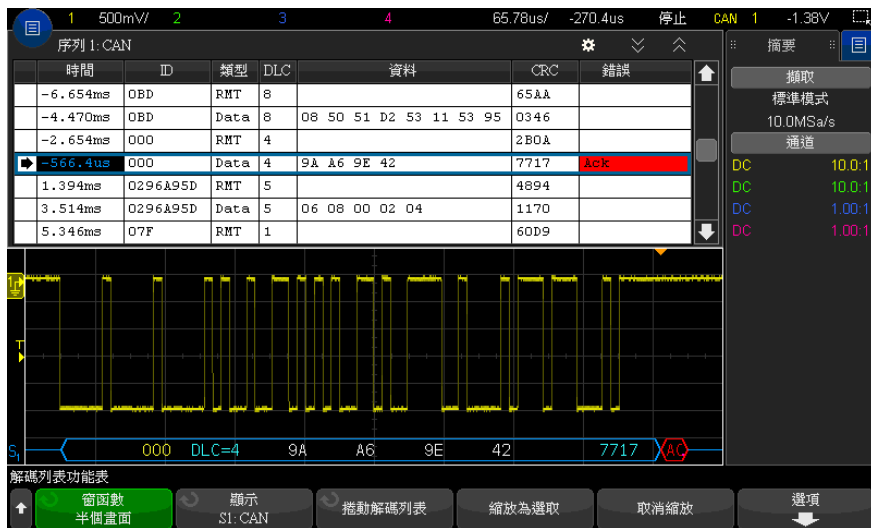 1 500mV/ 2 3 4 65.78us/ -270.4us 停止 CAN 1 -1.38V
序列 1: CAN
摘要
時間 ID 類型 DLC 資料 CRC 錯誤
-6.654ms 0BD RMT 8 65AA
-4.470ms 0BD Data 8 08 50 51 D2 53 11 53 95 0346
-2.654ms 000 RMT 4 2B0A
-566.4us 000 Data 4 9A A6 9E 42 7717 Ack
1.394ms 0296A95D RMT 5 4894
3.514ms 0296A95D Data 5 06 08 00 02 04 1170
5.346ms 07F RMT 1 60D9
擷取
標準模式
10.0MSa/s
通道
DC 10.0:1
DC 10.0:1
DC 1.00:1
DC 1.00:1
1
T
S1 000 DLC=4 9A A6 9E 42 7717 AC
解碼列表功能表
窗函數
半個畫面
顯示
S1: CAN
捲動解碼列表
縮放為選取
取消縮放
選項